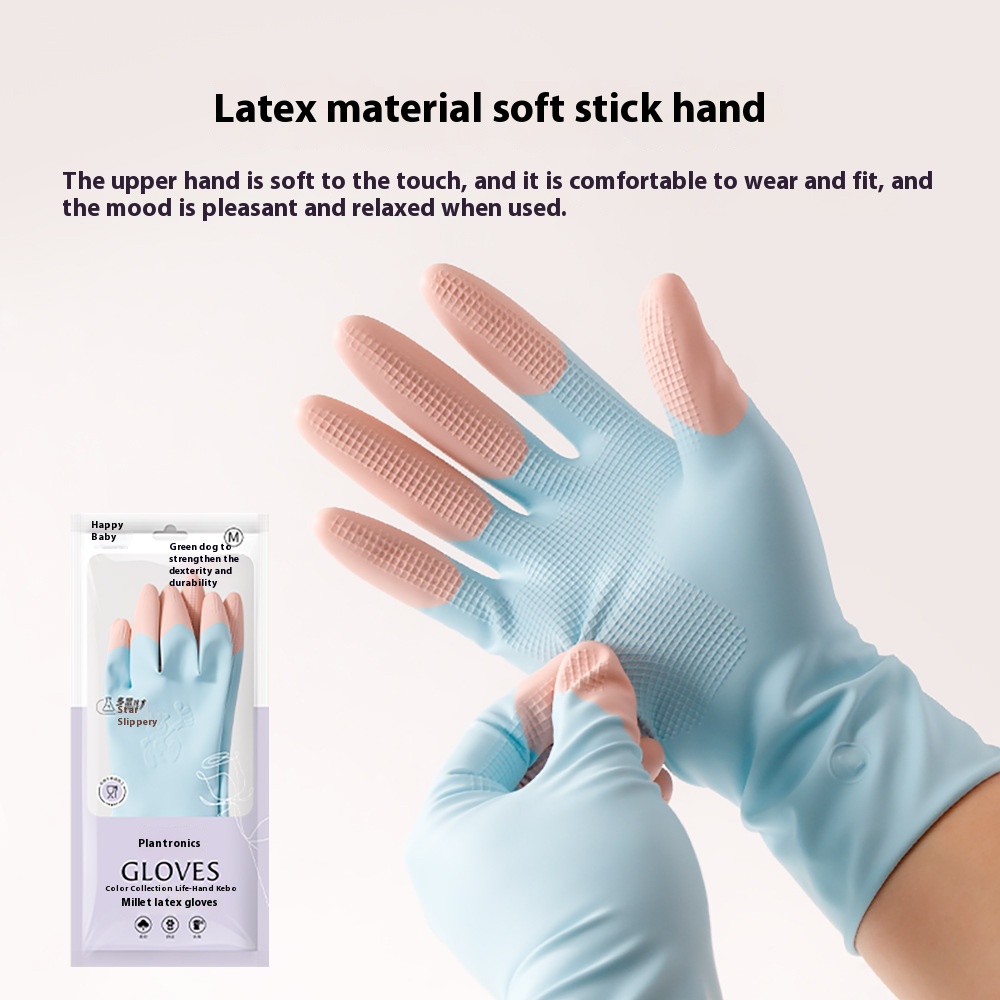 Latex material soft stick hand
The upper hand is soft to the touch, and it is comfortable to wear and fit, and
the mood is pleasant and relaxed when used.
Happy
Baby
M
Green dog to
strengthen the
dexterity and
durability
Star
Slippery
Plantronics
GLOVES
Color Collection Life-Hand Kebo
Millet latex gloves